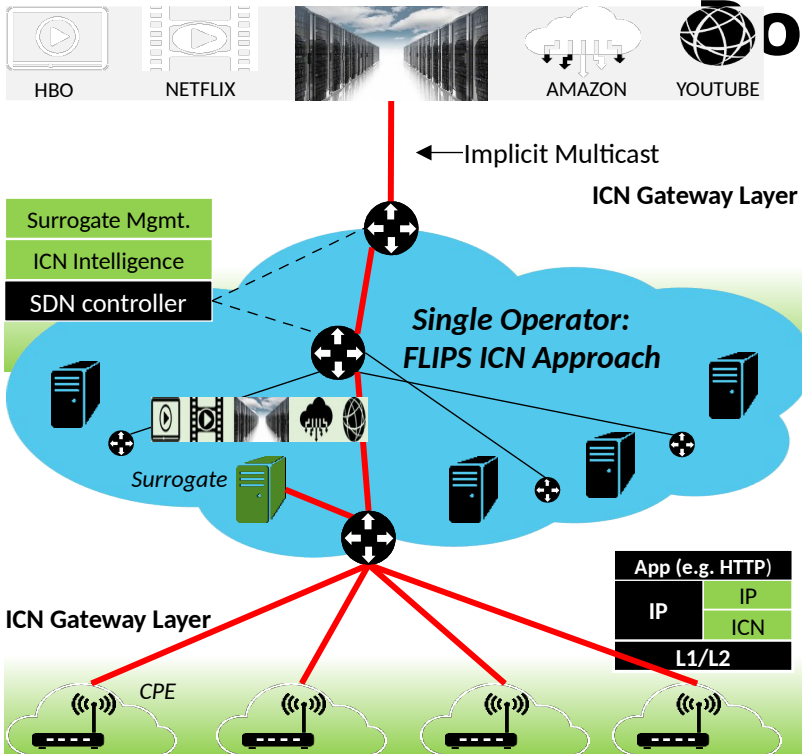 HBO
NETFLIX
AMAZON
YOUTUBE
Implicit Multicast
ICN Gateway Layer
Surrogate Mgmt.
ICN Intelligence
SDN controller
Single Operator:
FLIPS ICN Approach
Surrogate
App (e.g. HTTP)
IP
IP
ICN
L1/L2
ICN Gateway Layer
CPE